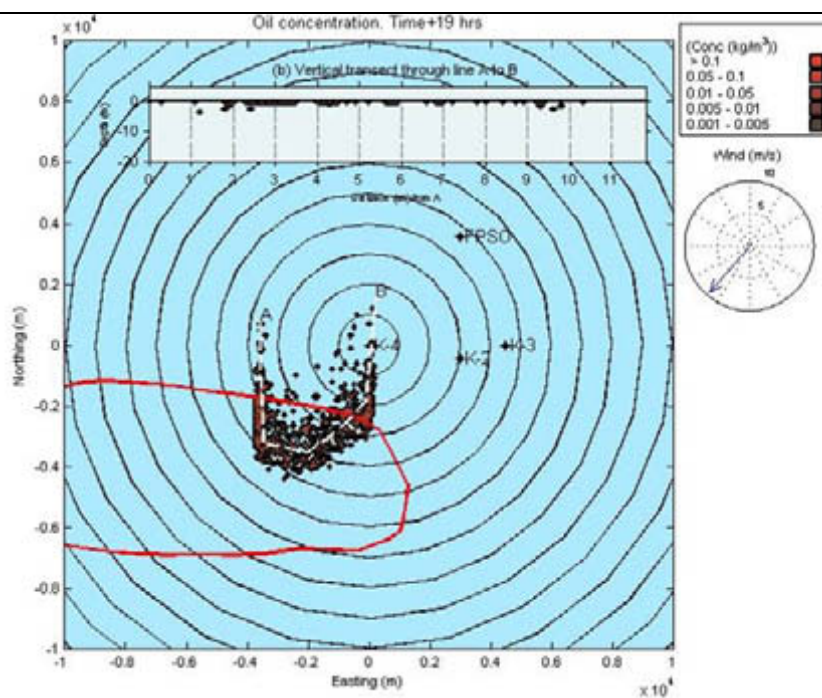 Oil concentration. Time+19 hrs
× 10⁴
(Conc (kg/m³))
> 0.1
0.05 - 0.1
0.01 - 0.05
0.005 - 0.01
0.001 - 0.005
Wind (m/s)
10
5
(b) Vertical transect through line A to B
0
-10
-20
0 1 2 3 4 5 6 7 8 9 10 11
FPSO
A
B
K-4
K-2
K-3
Northing (m)
1
0.8
0.6
0.4
0.2
0
-0.2
-0.4
-0.6
-0.8
-1
-1 -0.8 -0.6 -0.4 -0.2 0 0.2 0.4 0.6 0.8 1
Easting (m)
× 10⁴